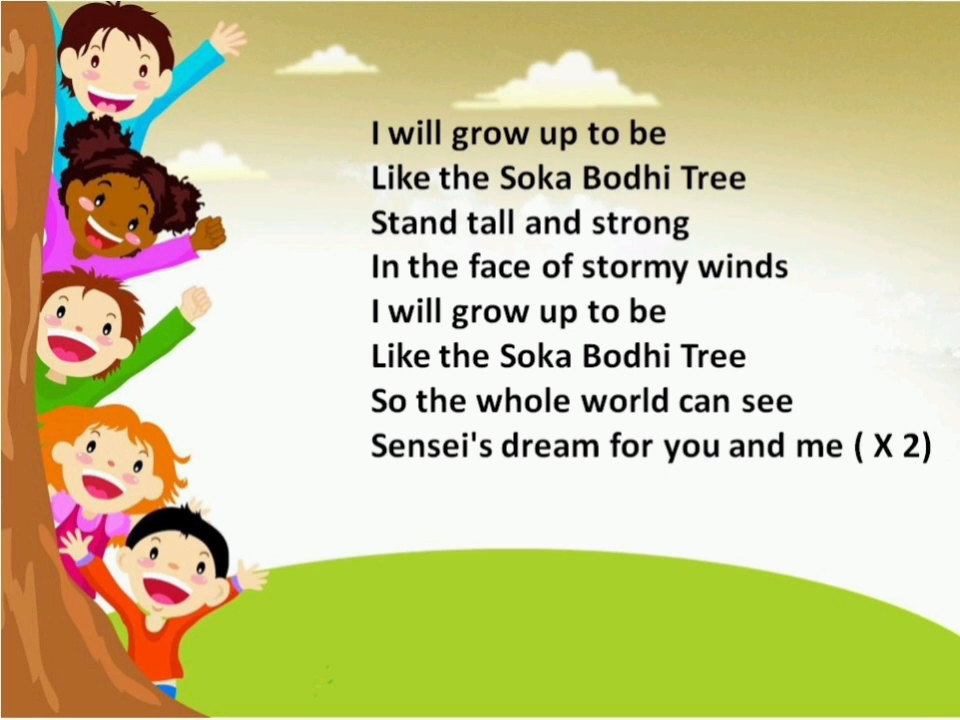 I will grow up to be
Like the Soka Bodhi Tree
Stand tall and strong
In the face of stormy winds
I will grow up to be
Like the Soka Bodhi Tree
So the whole world can see
Sensei's dream for you and me ( X 2)